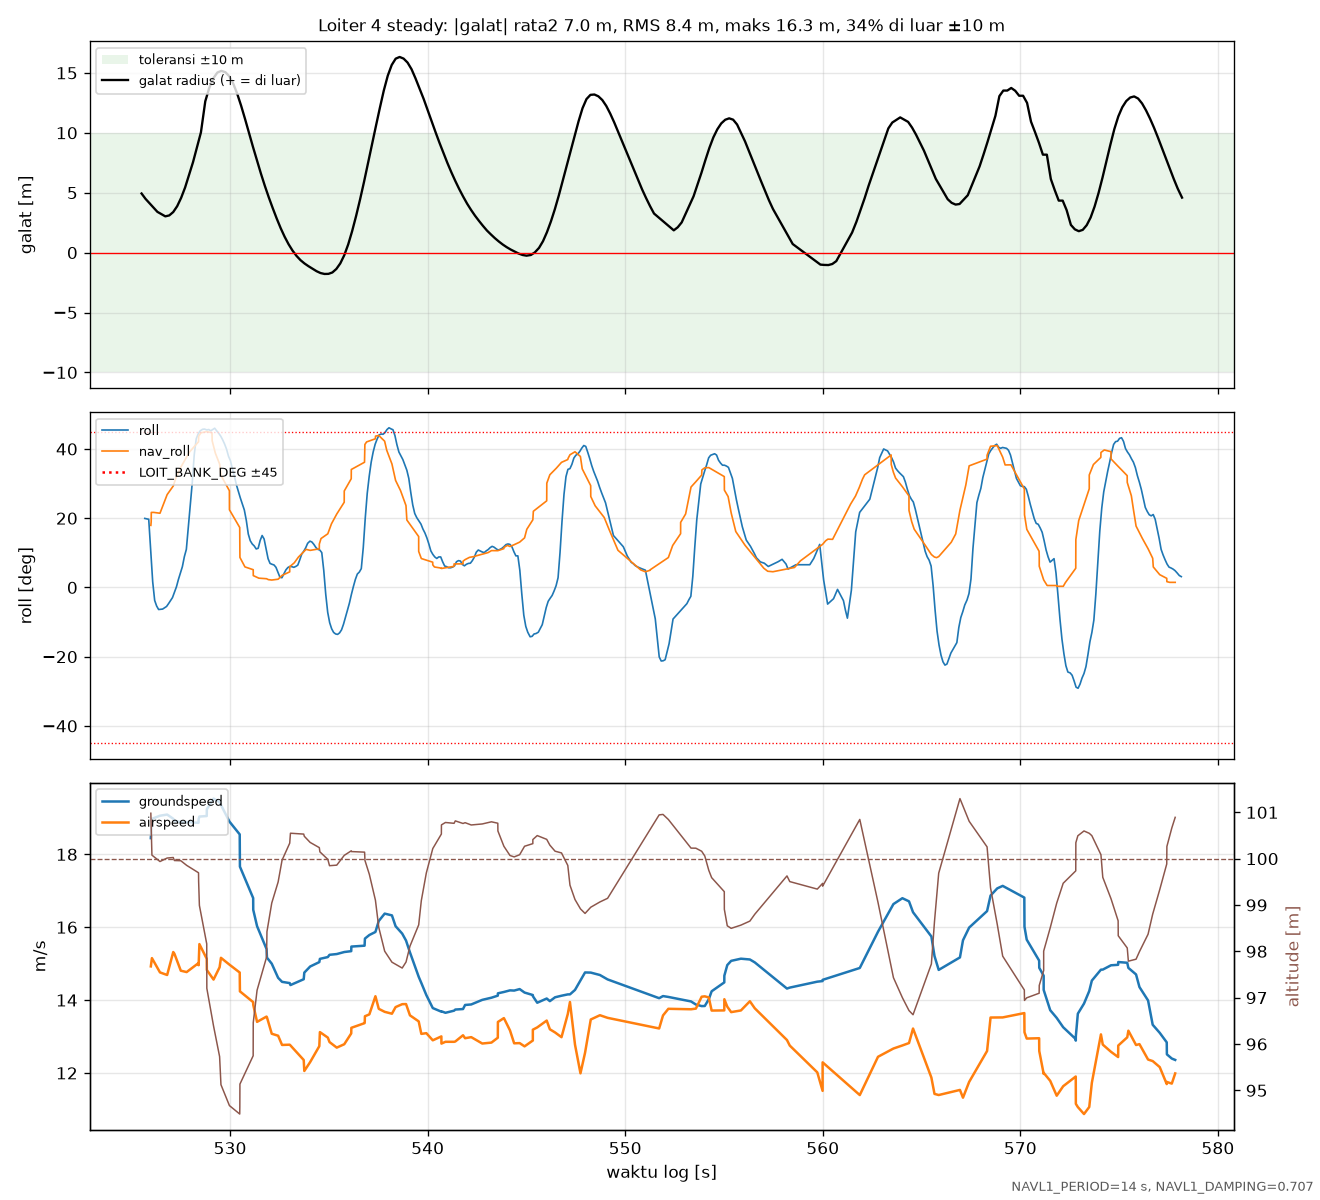 Loiter 4 steady: |galat| rata2 7.0 m, RMS 8.4 m, maks 16.3 m, 34% di luar ±10 m
toleransi ±10 m
galat radius (+ = di luar)
15
10
5
0
−5
−10
galat [m]
roll
nav_roll
LOIT_BANK_DEG ±45
40
20
0
−20
−40
roll [deg]
groundspeed
airspeed
18
16
14
12
m/s
101
100
99
98
97
96
95
altitude [m]
530 540 550 560 570 580
waktu log [s]
NAVL1_PERIOD=14 s, NAVL1_DAMPING=0.707